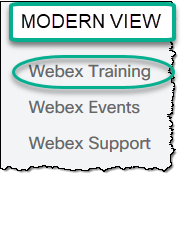 MODERN VIEW
Webex Training
Webex Events
Webex Support